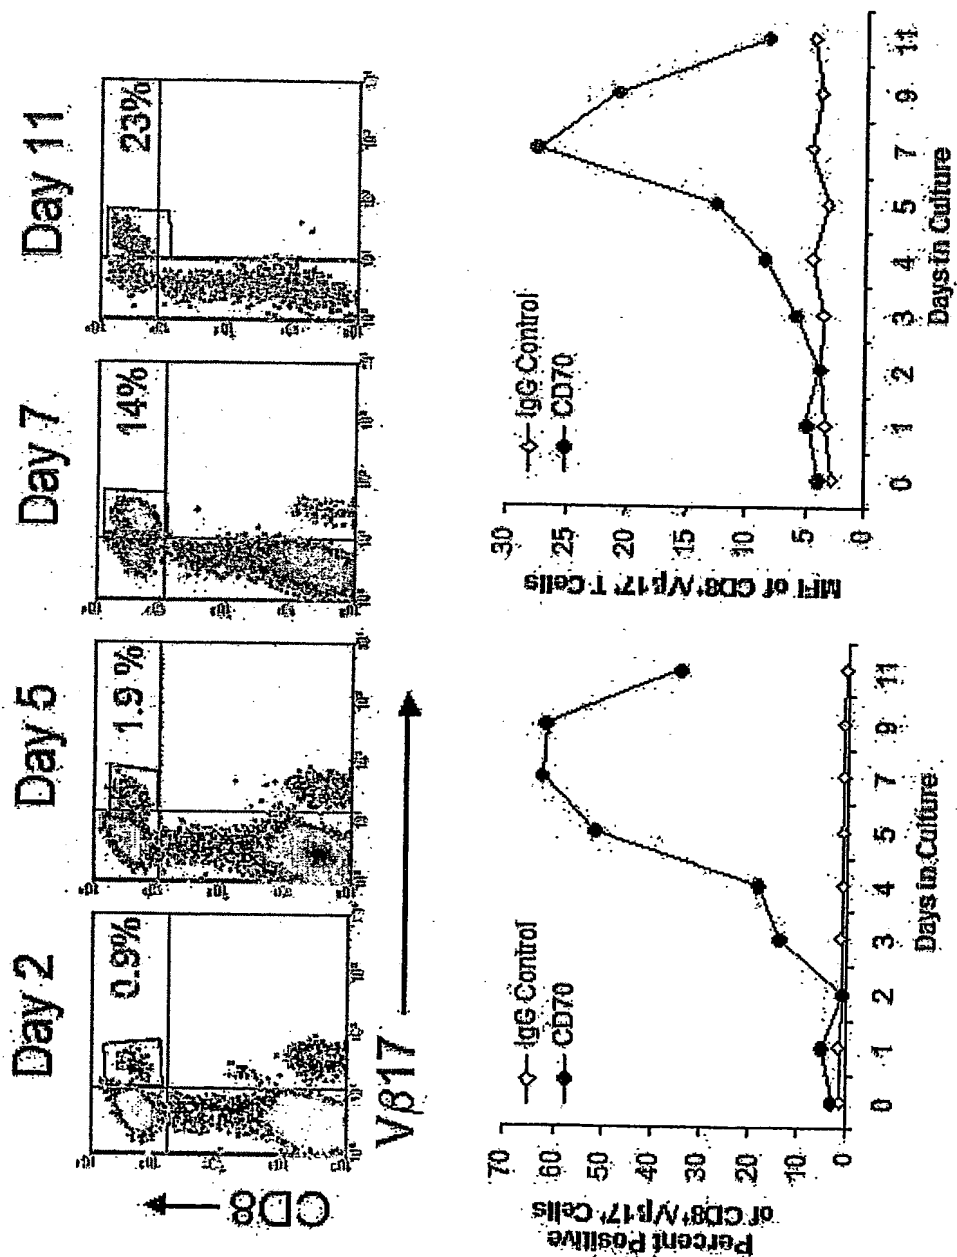 Day 2 Day 5 Day 7 Day 11
0.9% 1.9 % 14% 23%
CD8
Vβ17
IgG Control
CD70
Percent Positive
of CD8⁺/Vβ17⁺ Cells
70
60
50
40
30
20
10
0
0 1 2 3 4 5 7 9 11
Days in Culture
IgG Control
CD70
MFI of CD8⁺/Vβ17⁺ T Cells
30
25
20
15
10
5
0
0 1 2 3 4 5 7 9 11
Days in Culture